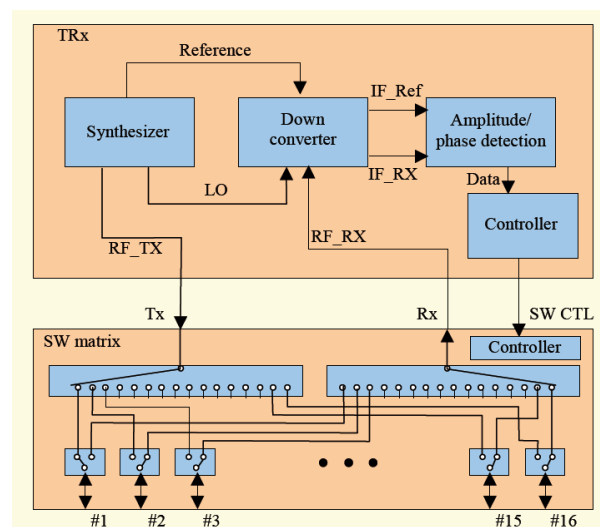 TRx
Reference
Synthesizer
Down
converter
IF_Ref
IF_RX
Amplitude/
phase detection
LO
Data
Controller
RF_TX
RF_RX
Tx
Rx
SW CTL
SW matrix
Controller
#1
#2
#3
#15
#16